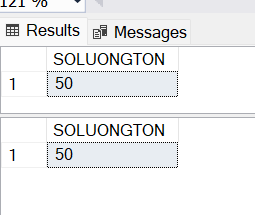 121 %
Results Messages
SOLUONGTON
1 50
SOLUONGTON
1 50